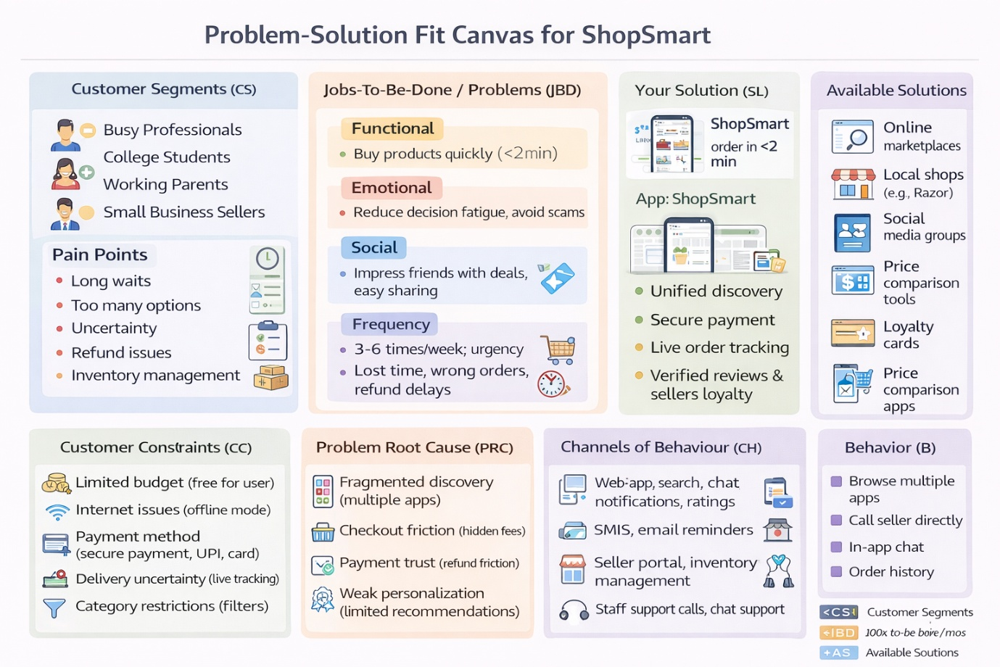 Problem-Solution Fit Canvas for ShopSmart
Customer Segments (CS)
Busy Professionals
College Students
Working Parents
Small Business Sellers
Pain Points
Long waits
Too many options
Uncertainty
Refund issues
Inventory management
Jobs-To-Be-Done / Problems (JBD)
Functional
Buy products quickly (<2min)
Emotional
Reduce decision fatigue, avoid scams
Social
Impress friends with deals,
easy sharing
Frequency
3-6 times/week; urgency
Lost time, wrong orders,
refund delays
Your Solution (SL)
ShopSmart
order in <2
min
App: ShopSmart
Unified discovery
Secure payment
Live order tracking
Verified reviews &
sellers loyalty
Available Solutions
Online
marketplaces
Local shops
(e.g., Razor)
Social
media groups
Price
comparison
tools
Loyalty
cards
Price
comparison
apps
Customer Constraints (CC)
Limited budget (free for user)
Internet issues (offline mode)
Payment method
(secure payment, UPI, card)
Delivery uncertainty (live tracking)
Category restrictions (filters)
Problem Root Cause (PRC)
Fragmented discovery
(multiple apps)
Checkout friction (hidden fees)
Payment trust (refund friction)
Weak personalization
(limited recommendations)
Channels of Behaviour (CH)
Web-app, search, chat
notifications, ratings
SMIS, email reminders
Seller portal, inventory
management
Staff support calls, chat support
Behavior (B)
Browse multiple
apps
Call seller directly
In-app chat
Order history
<CS Customer Segments
+IBD 100x to-be /mos
+AS Available Soutions